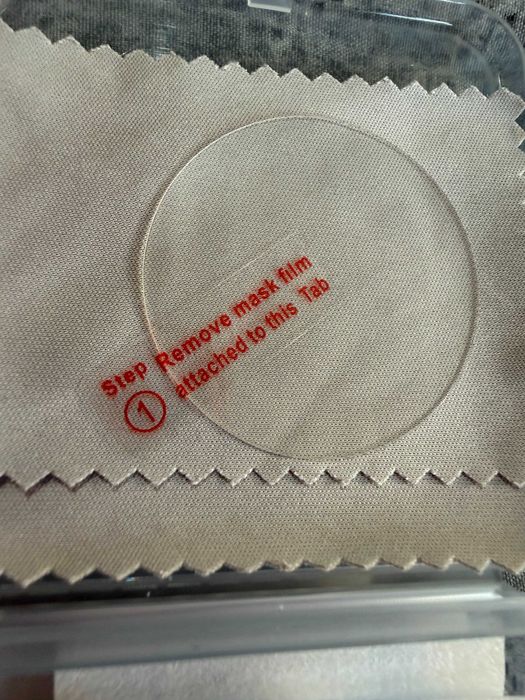 Step Remove mask film
1 attached to this Tab